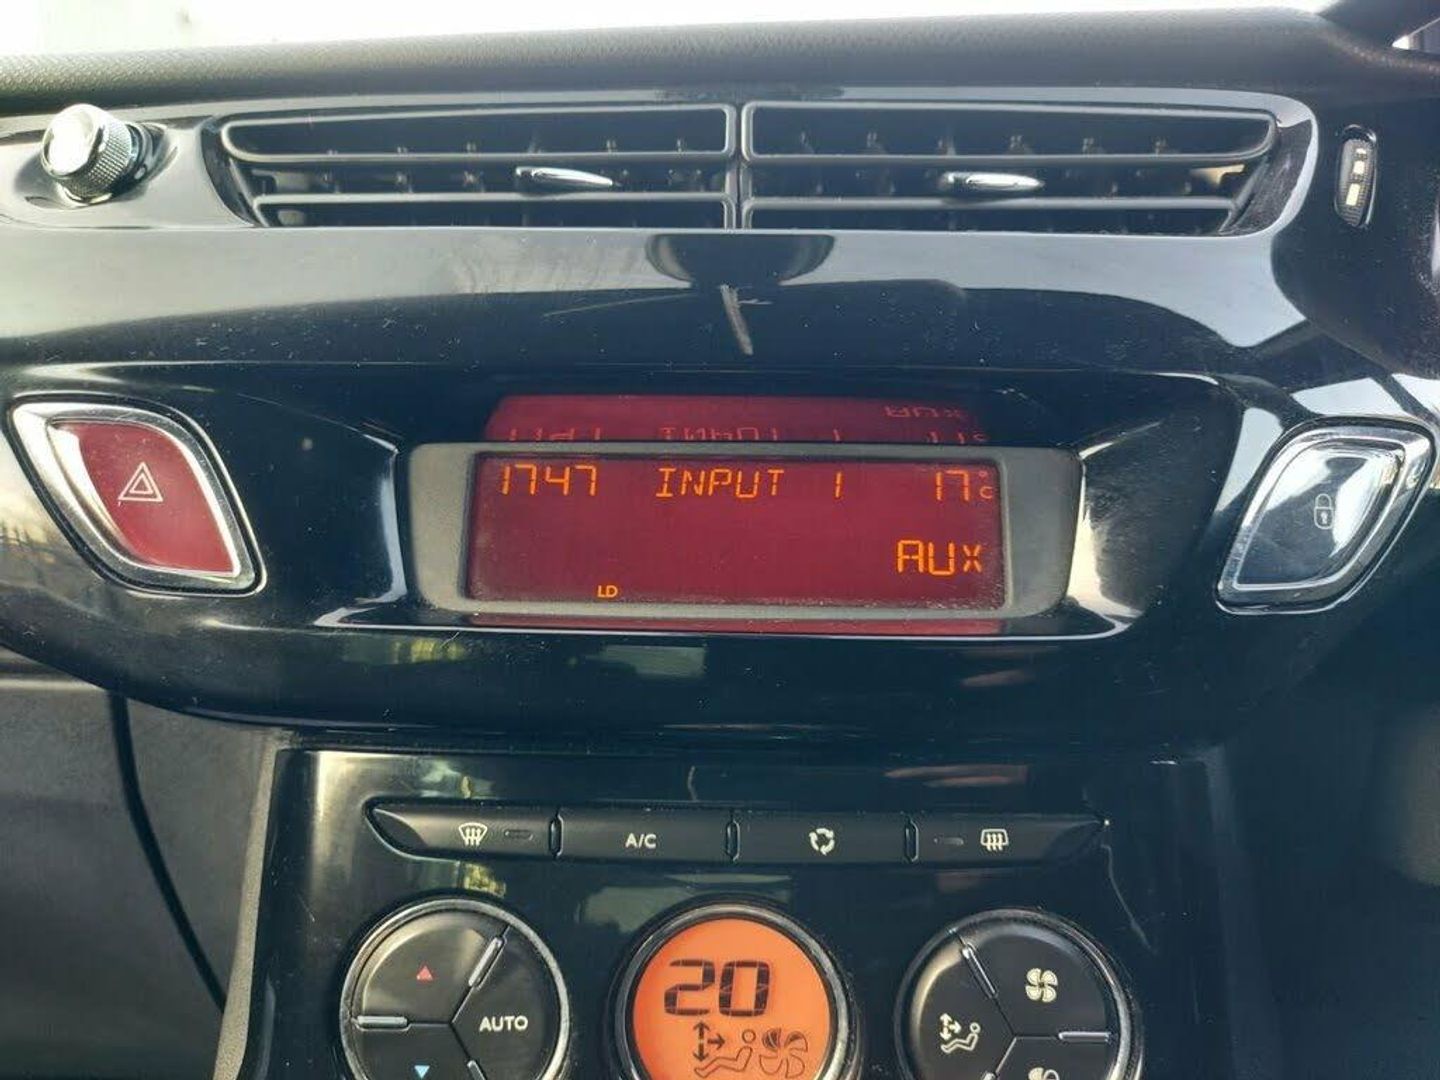 1747 INPUT 1 17°C
AUX
LD
A/C
AUTO
20